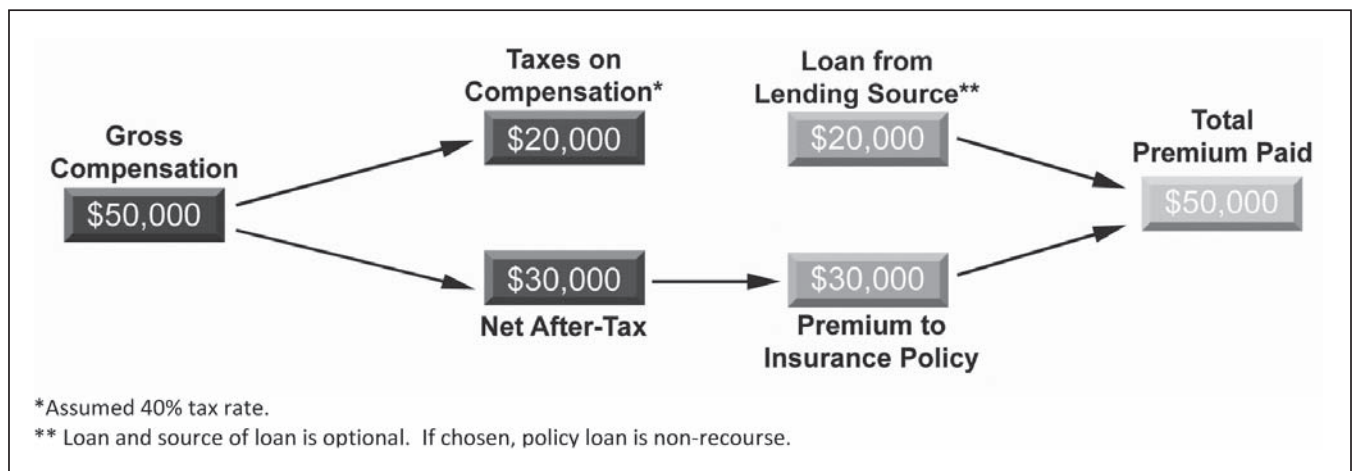 Gross
Compensation
$50,000
Taxes on
Compensation*
$20,000
$30,000
Net After-Tax
Loan from
Lending Source**
$20,000
$30,000
Premium to
Insurance Policy
Total
Premium Paid
$50,000
*Assumed 40% tax rate.
** Loan and source of loan is optional. If chosen, policy loan is non-recourse.